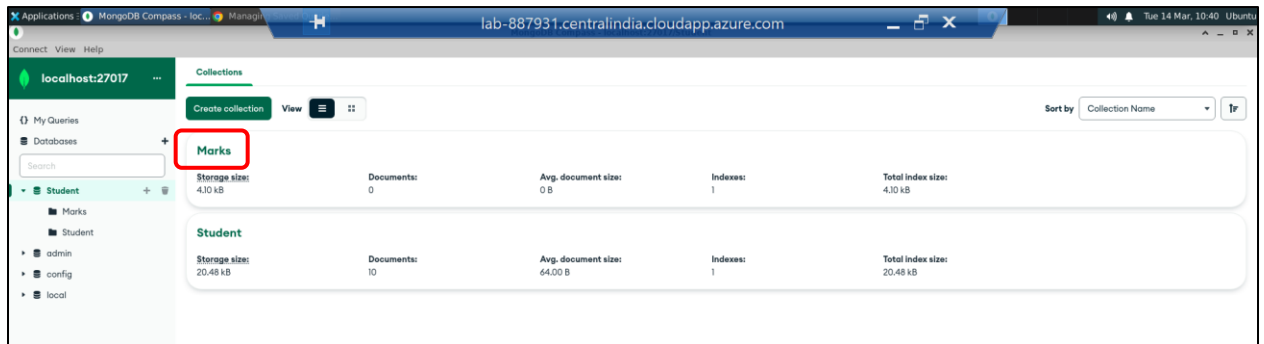 Applications
MongoDB Compass - loc...
Managin
lab-887931.centralindia.cloudapp.azure.com
Tue 14 Mar, 10:40 Ubuntu
Connect View Help
localhost:27017 ...
Collections
{} My Queries
Create collection
View
Sort by
Collection Name
Databases +
Search
Student
Marks
Student
admin
config
local
Marks
Storage size: Documents: Avg. document size: Indexes: Total index size:
4.10 kB 0 0 B 1 4.10 kB
Student
Storage size: Documents: Avg. document size: Indexes: Total index size:
20.48 kB 10 64.00 B 1 20.48 kB